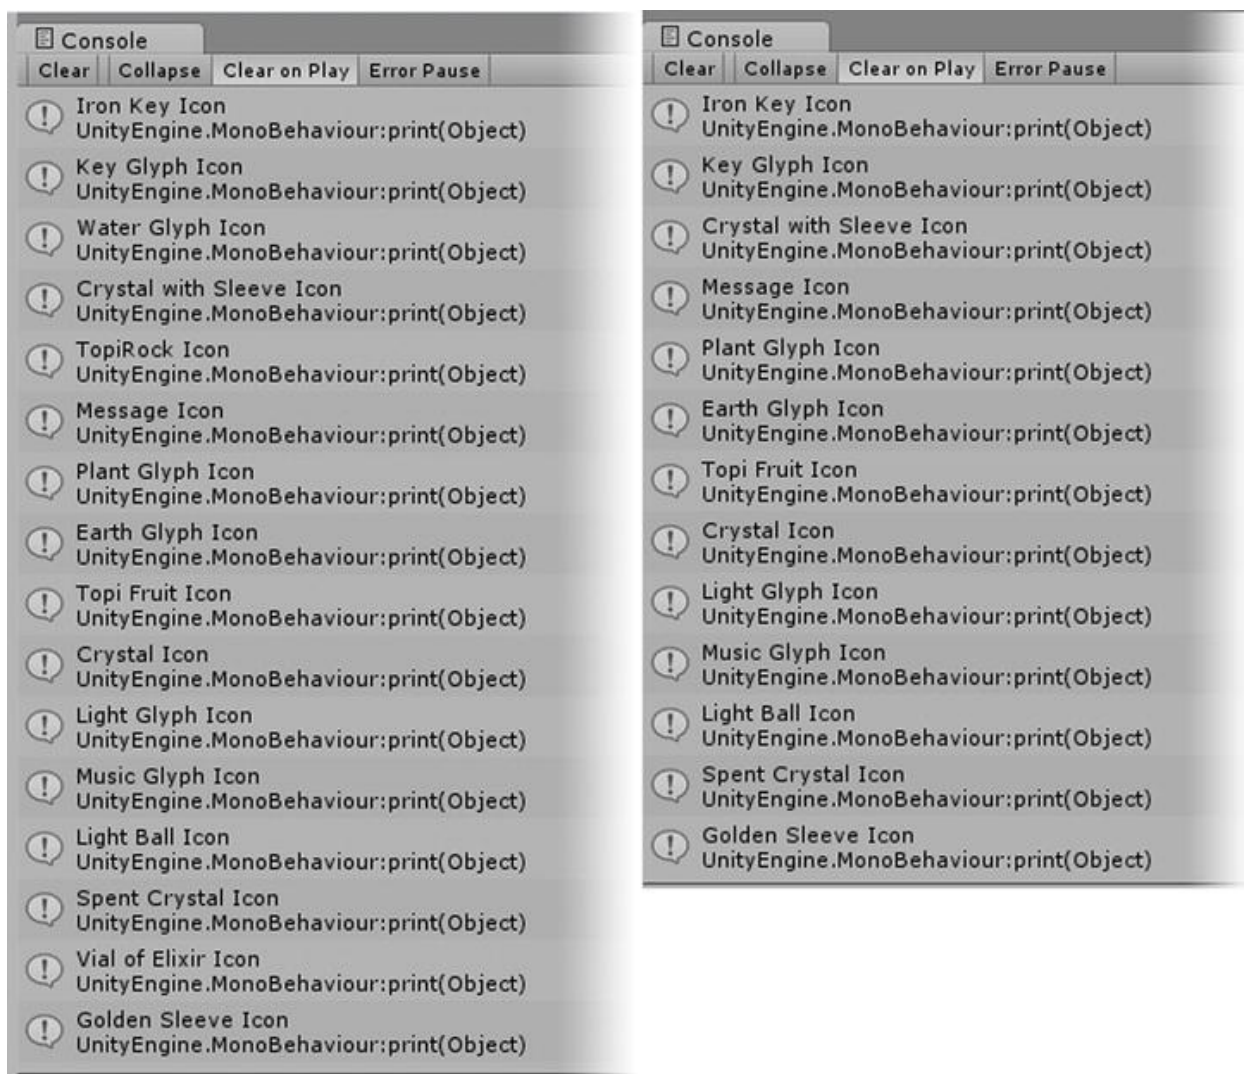 Console
Clear Collapse Clear on Play Error Pause
Iron Key Icon
UnityEngine.MonoBehaviour:print(Object)
Key Glyph Icon
UnityEngine.MonoBehaviour:print(Object)
Water Glyph Icon
UnityEngine.MonoBehaviour:print(Object)
Crystal with Sleeve Icon
UnityEngine.MonoBehaviour:print(Object)
TopiRock Icon
UnityEngine.MonoBehaviour:print(Object)
Message Icon
UnityEngine.MonoBehaviour:print(Object)
Plant Glyph Icon
UnityEngine.MonoBehaviour:print(Object)
Earth Glyph Icon
UnityEngine.MonoBehaviour:print(Object)
Topi Fruit Icon
UnityEngine.MonoBehaviour:print(Object)
Crystal Icon
UnityEngine.MonoBehaviour:print(Object)
Light Glyph Icon
UnityEngine.MonoBehaviour:print(Object)
Music Glyph Icon
UnityEngine.MonoBehaviour:print(Object)
Light Ball Icon
UnityEngine.MonoBehaviour:print(Object)
Spent Crystal Icon
UnityEngine.MonoBehaviour:print(Object)
Vial of Elixir Icon
UnityEngine.MonoBehaviour:print(Object)
Golden Sleeve Icon
UnityEngine.MonoBehaviour:print(Object)
Console
Clear Collapse Clear on Play Error Pause
Iron Key Icon
UnityEngine.MonoBehaviour:print(Object)
Key Glyph Icon
UnityEngine.MonoBehaviour:print(Object)
Crystal with Sleeve Icon
UnityEngine.MonoBehaviour:print(Object)
Message Icon
UnityEngine.MonoBehaviour:print(Object)
Plant Glyph Icon
UnityEngine.MonoBehaviour:print(Object)
Earth Glyph Icon
UnityEngine.MonoBehaviour:print(Object)
Topi Fruit Icon
UnityEngine.MonoBehaviour:print(Object)
Crystal Icon
UnityEngine.MonoBehaviour:print(Object)
Light Glyph Icon
UnityEngine.MonoBehaviour:print(Object)
Music Glyph Icon
UnityEngine.MonoBehaviour:print(Object)
Light Ball Icon
UnityEngine.MonoBehaviour:print(Object)
Spent Crystal Icon
UnityEngine.MonoBehaviour:print(Object)
Golden Sleeve Icon
UnityEngine.MonoBehaviour:print(Object)